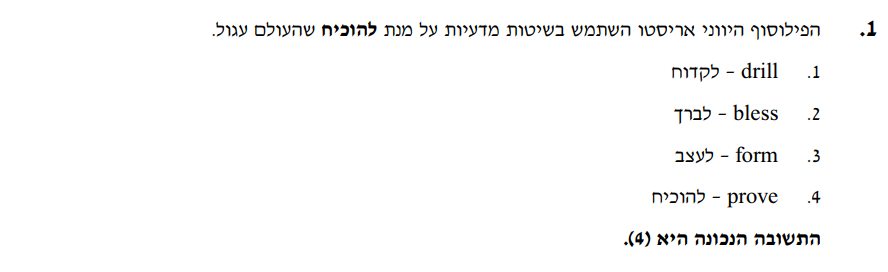 1. הפילוסוף היווני אריסטו השתמש בשיטות מדעיות על מנת להוכיח שהעולם עגול.
1. drill – לקדוח
2. bless – לברך
3. form – לעצב
4. prove – להוכיח
התשובה הנכונה היא (4).